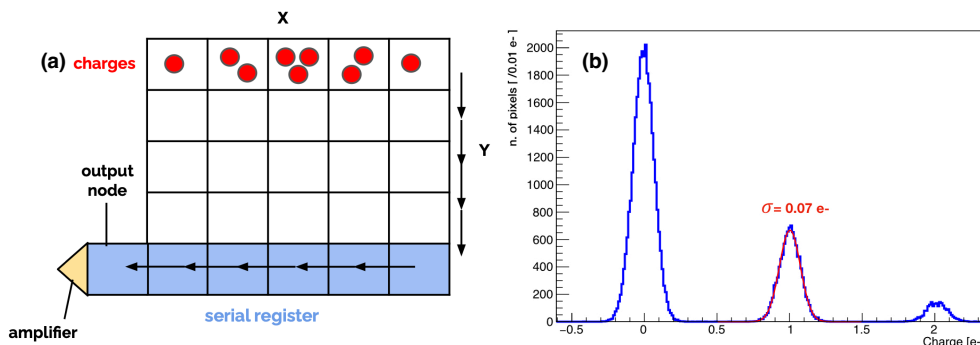 X
(a) charges
Y
output
node
serial register
amplifier
(b)
n. of pixels [ /0.01 e- ]
2000
1800
1600
1400
1200
1000
800
600
400
200
0
σ = 0.07 e-
−0.5 0 0.5 1 1.5 2
Charge [e-